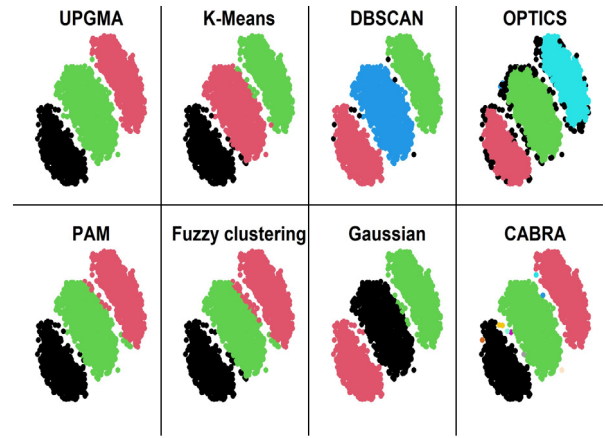 UPGMA
K-Means
DBSCAN
OPTICS
PAM
Fuzzy clustering
Gaussian
CABRA